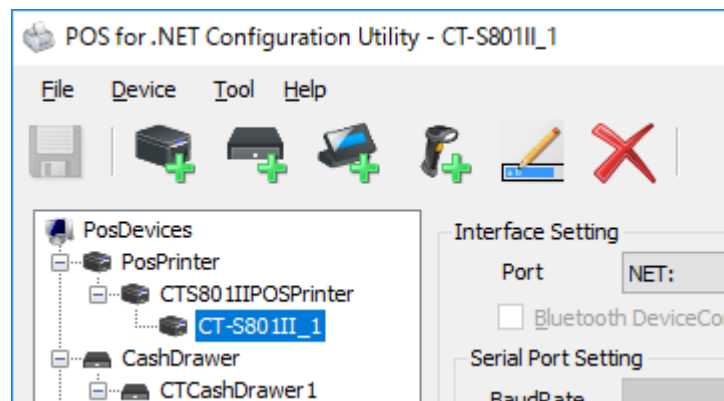 POS for .NET Configuration Utility - CT-S801II_1
File Device Tool Help
PosDevices
PosPrinter
CTS801IIPOSPrinter
CT-S801II_1
CashDrawer
CTCashDrawer1
Interface Setting
Port NET:
Bluetooth DeviceCo
Serial Port Setting
BaudRate